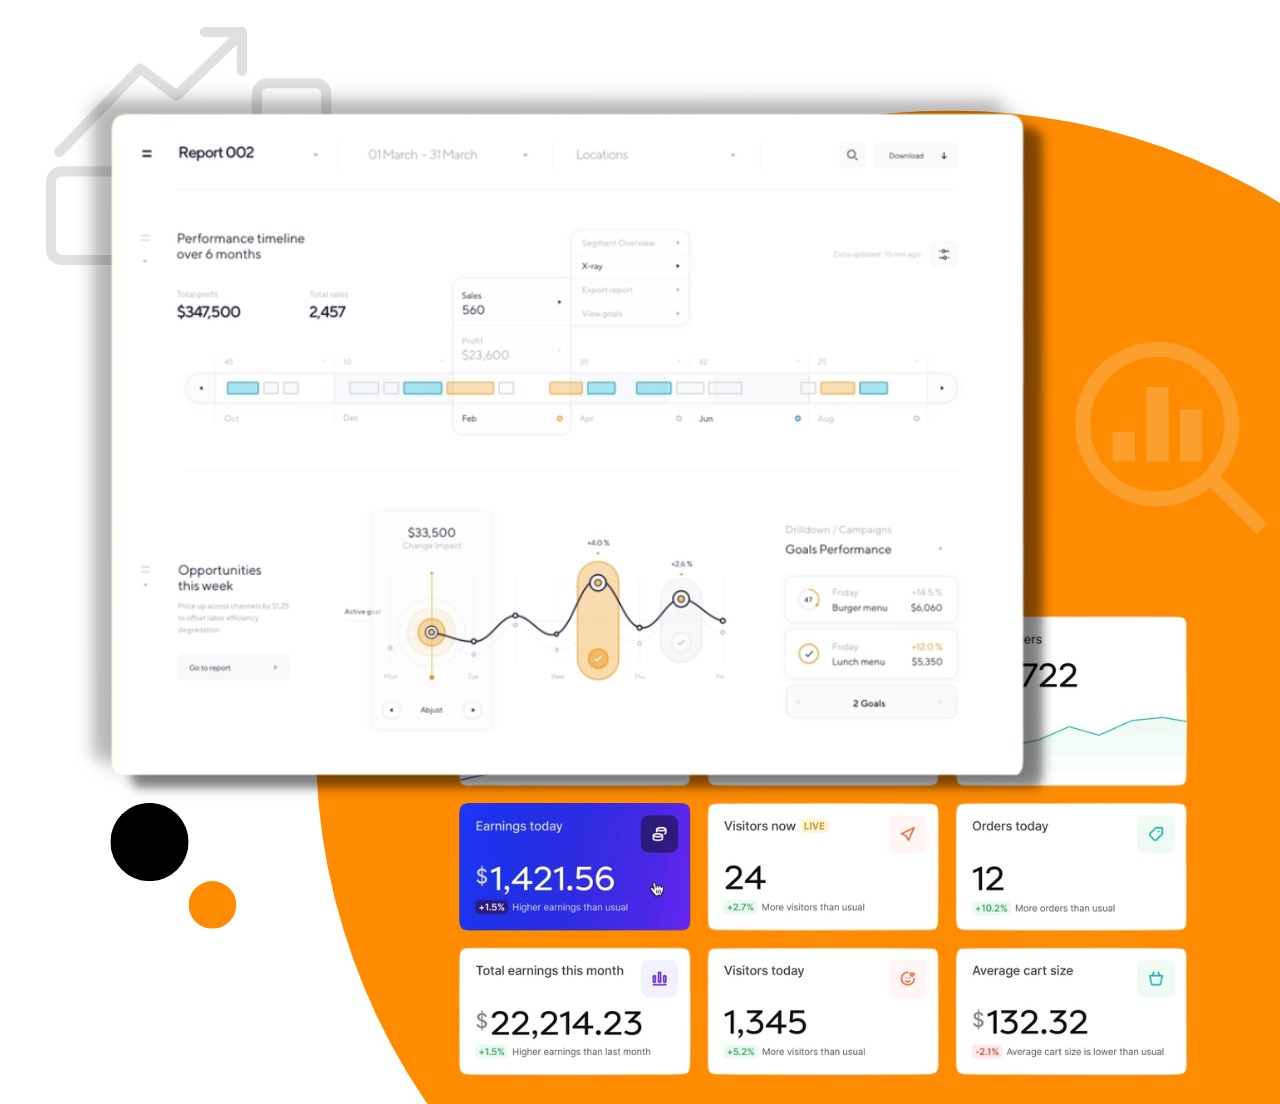 Report 002
01 March - 31 March
Locations
Download
Performance timeline
over 6 months
Segment Overview
X-ray
Export report
View goals
Data updated: 15 min ago
Total profit
$347,500
Total sales
2,457
Sales
560
Profit
$23,600
45
10
39
42
25
Oct
Dec
Feb
Apr
Jun
Aug
Opportunities
this week
Price up across channels by $1,25
to offset labor efficiency
degradation
Go to report
$33,500
Change Impact
Active goal
+4.0 %
+2.6 %
Mon
Tue
Wed
Thu
Fri
Abjust
Drilldown / Campaigns
Goals Performance
47
Friday
+14.5 %
Burger menu
$6,060
Friday
+12.0 %
Lunch menu
$5,350
2 Goals
ers
722
Earnings today
$1,421.56
+1.5% Higher earnings than usual
Visitors now LIVE
24
+2.7% More visitors than usual
Orders today
12
+10.2% More orders than usual
Total earnings this month
$22,214.23
+1.5% Higher earnings than last month
Visitors today
1,345
+5.2% More visitors than usual
Average cart size
$132.32
-2.1% Average cart size is lower than usual